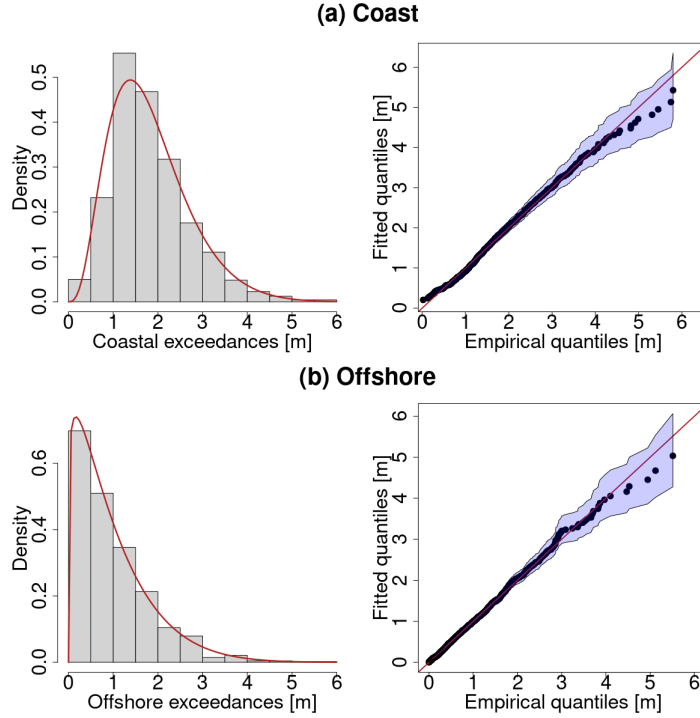 (a) Coast
Density
0.0 0.1 0.2 0.3 0.4 0.5
0 1 2 3 4 5 6
Coastal exceedances [m]
Fitted quantiles [m]
0 1 2 3 4 5 6
0 1 2 3 4 5 6
Empirical quantiles [m]
(b) Offshore
Density
0.0 0.2 0.4 0.6
0 1 2 3 4 5 6
Offshore exceedances [m]
Fitted quantiles [m]
0 1 2 3 4 5 6
0 1 2 3 4 5 6
Empirical quantiles [m]